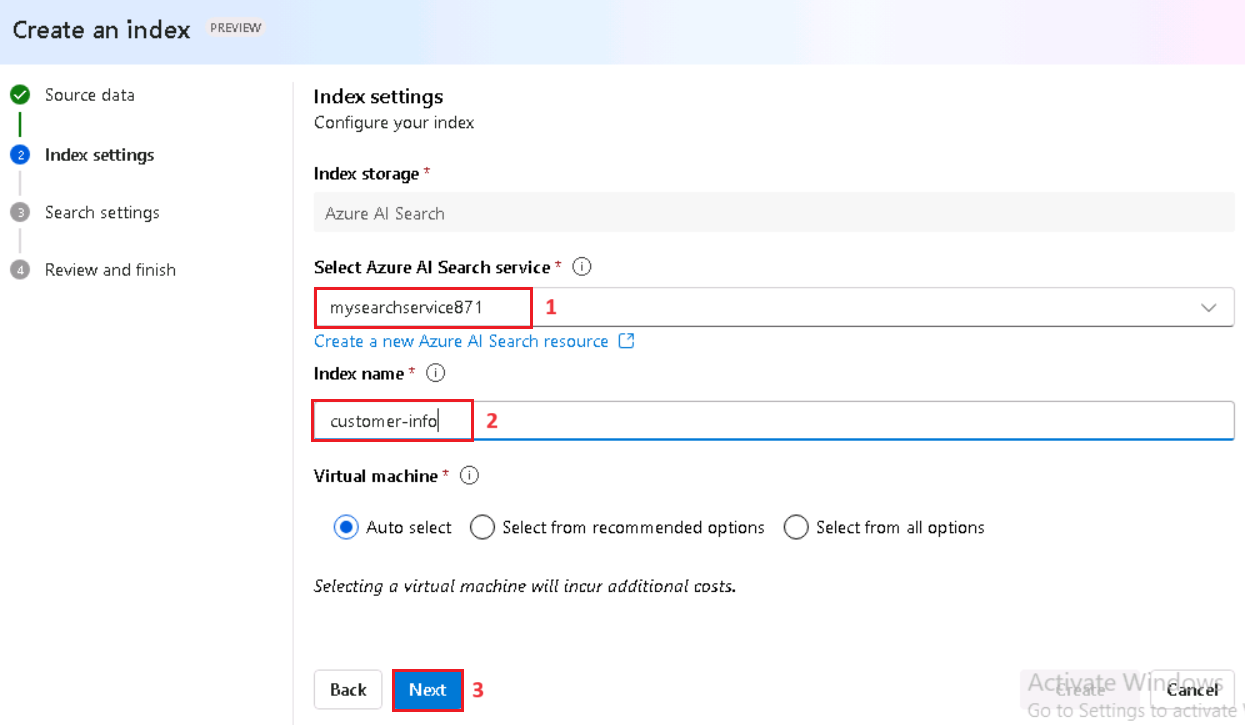 Create an index PREVIEW
Source data
2 Index settings
3 Search settings
4 Review and finish
Index settings
Configure your index
Index storage *
Azure AI Search
Select Azure AI Search service *
mysearchservice871 1
Create a new Azure AI Search resource
Index name *
customer-info 2
Virtual machine *
Auto select Select from recommended options Select from all options
Selecting a virtual machine will incur additional costs.
Back Next 3 Create Cancel
Activate Windows
Go to Settings to activate